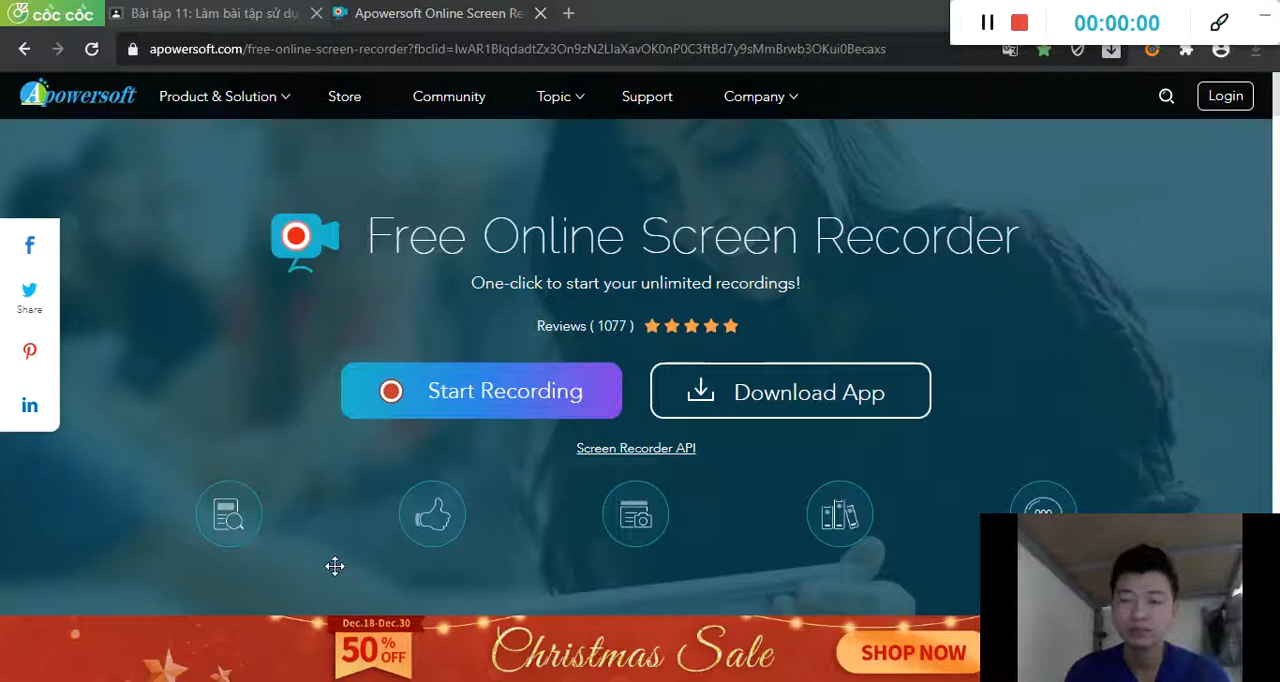 cốc cốc
Bài tập 11: Làm bài tập sử dụ
Apowersoft Online Screen Re
00:00:00
apowersoft.com/free-online-screen-recorder?fbclid=IwAR1BlqdadtZx3On9zN2LIaXavOK0nP0C3ftBd7y9sMmBrwb3OKui0Becaxs
Apowersoft
Product & Solution
Store
Community
Topic
Support
Company
Login
Free Online Screen Recorder
One-click to start your unlimited recordings!
Reviews ( 1077 )
Share
Start Recording
Download App
Screen Recorder API
Dec.18-Dec.30
50% OFF
Christmas Sale
SHOP NOW